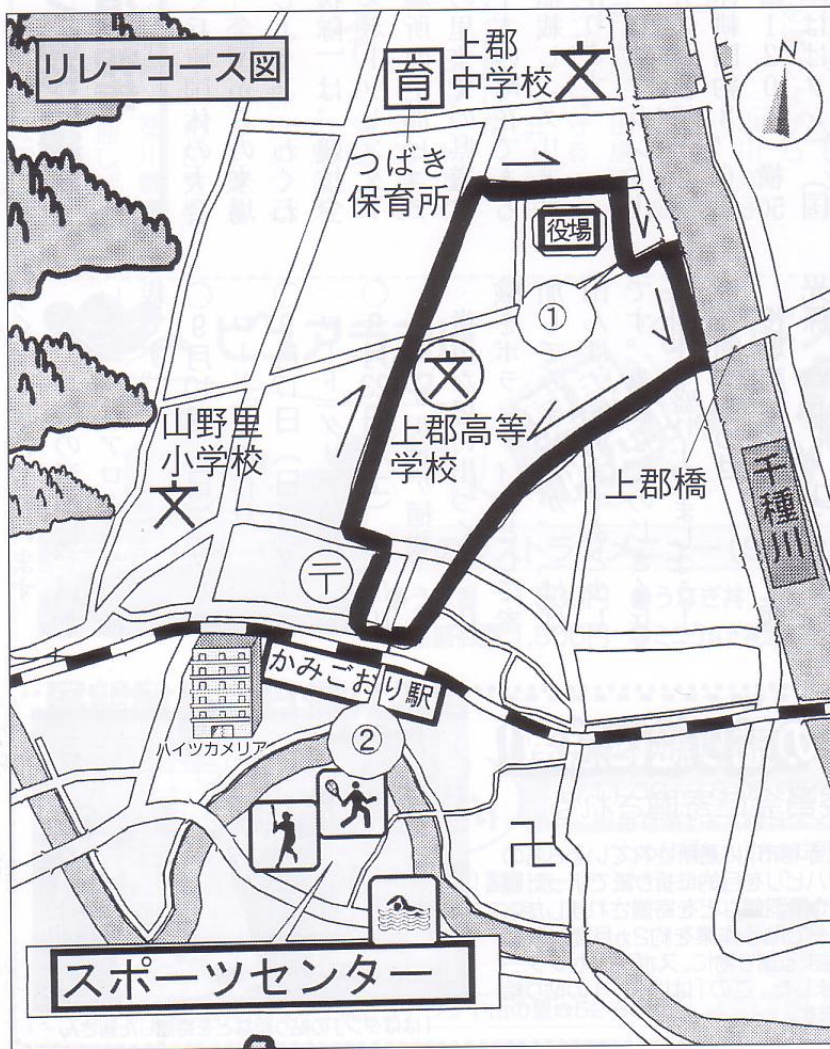 リレーコース図
育
上郡
中学校
N
つばき
保育所
役場
①
山野里
小学校
上郡高等
学校
上郡橋
千種川
〒
かみごおり駅
ハイツカメリア
②
スポーツセンター